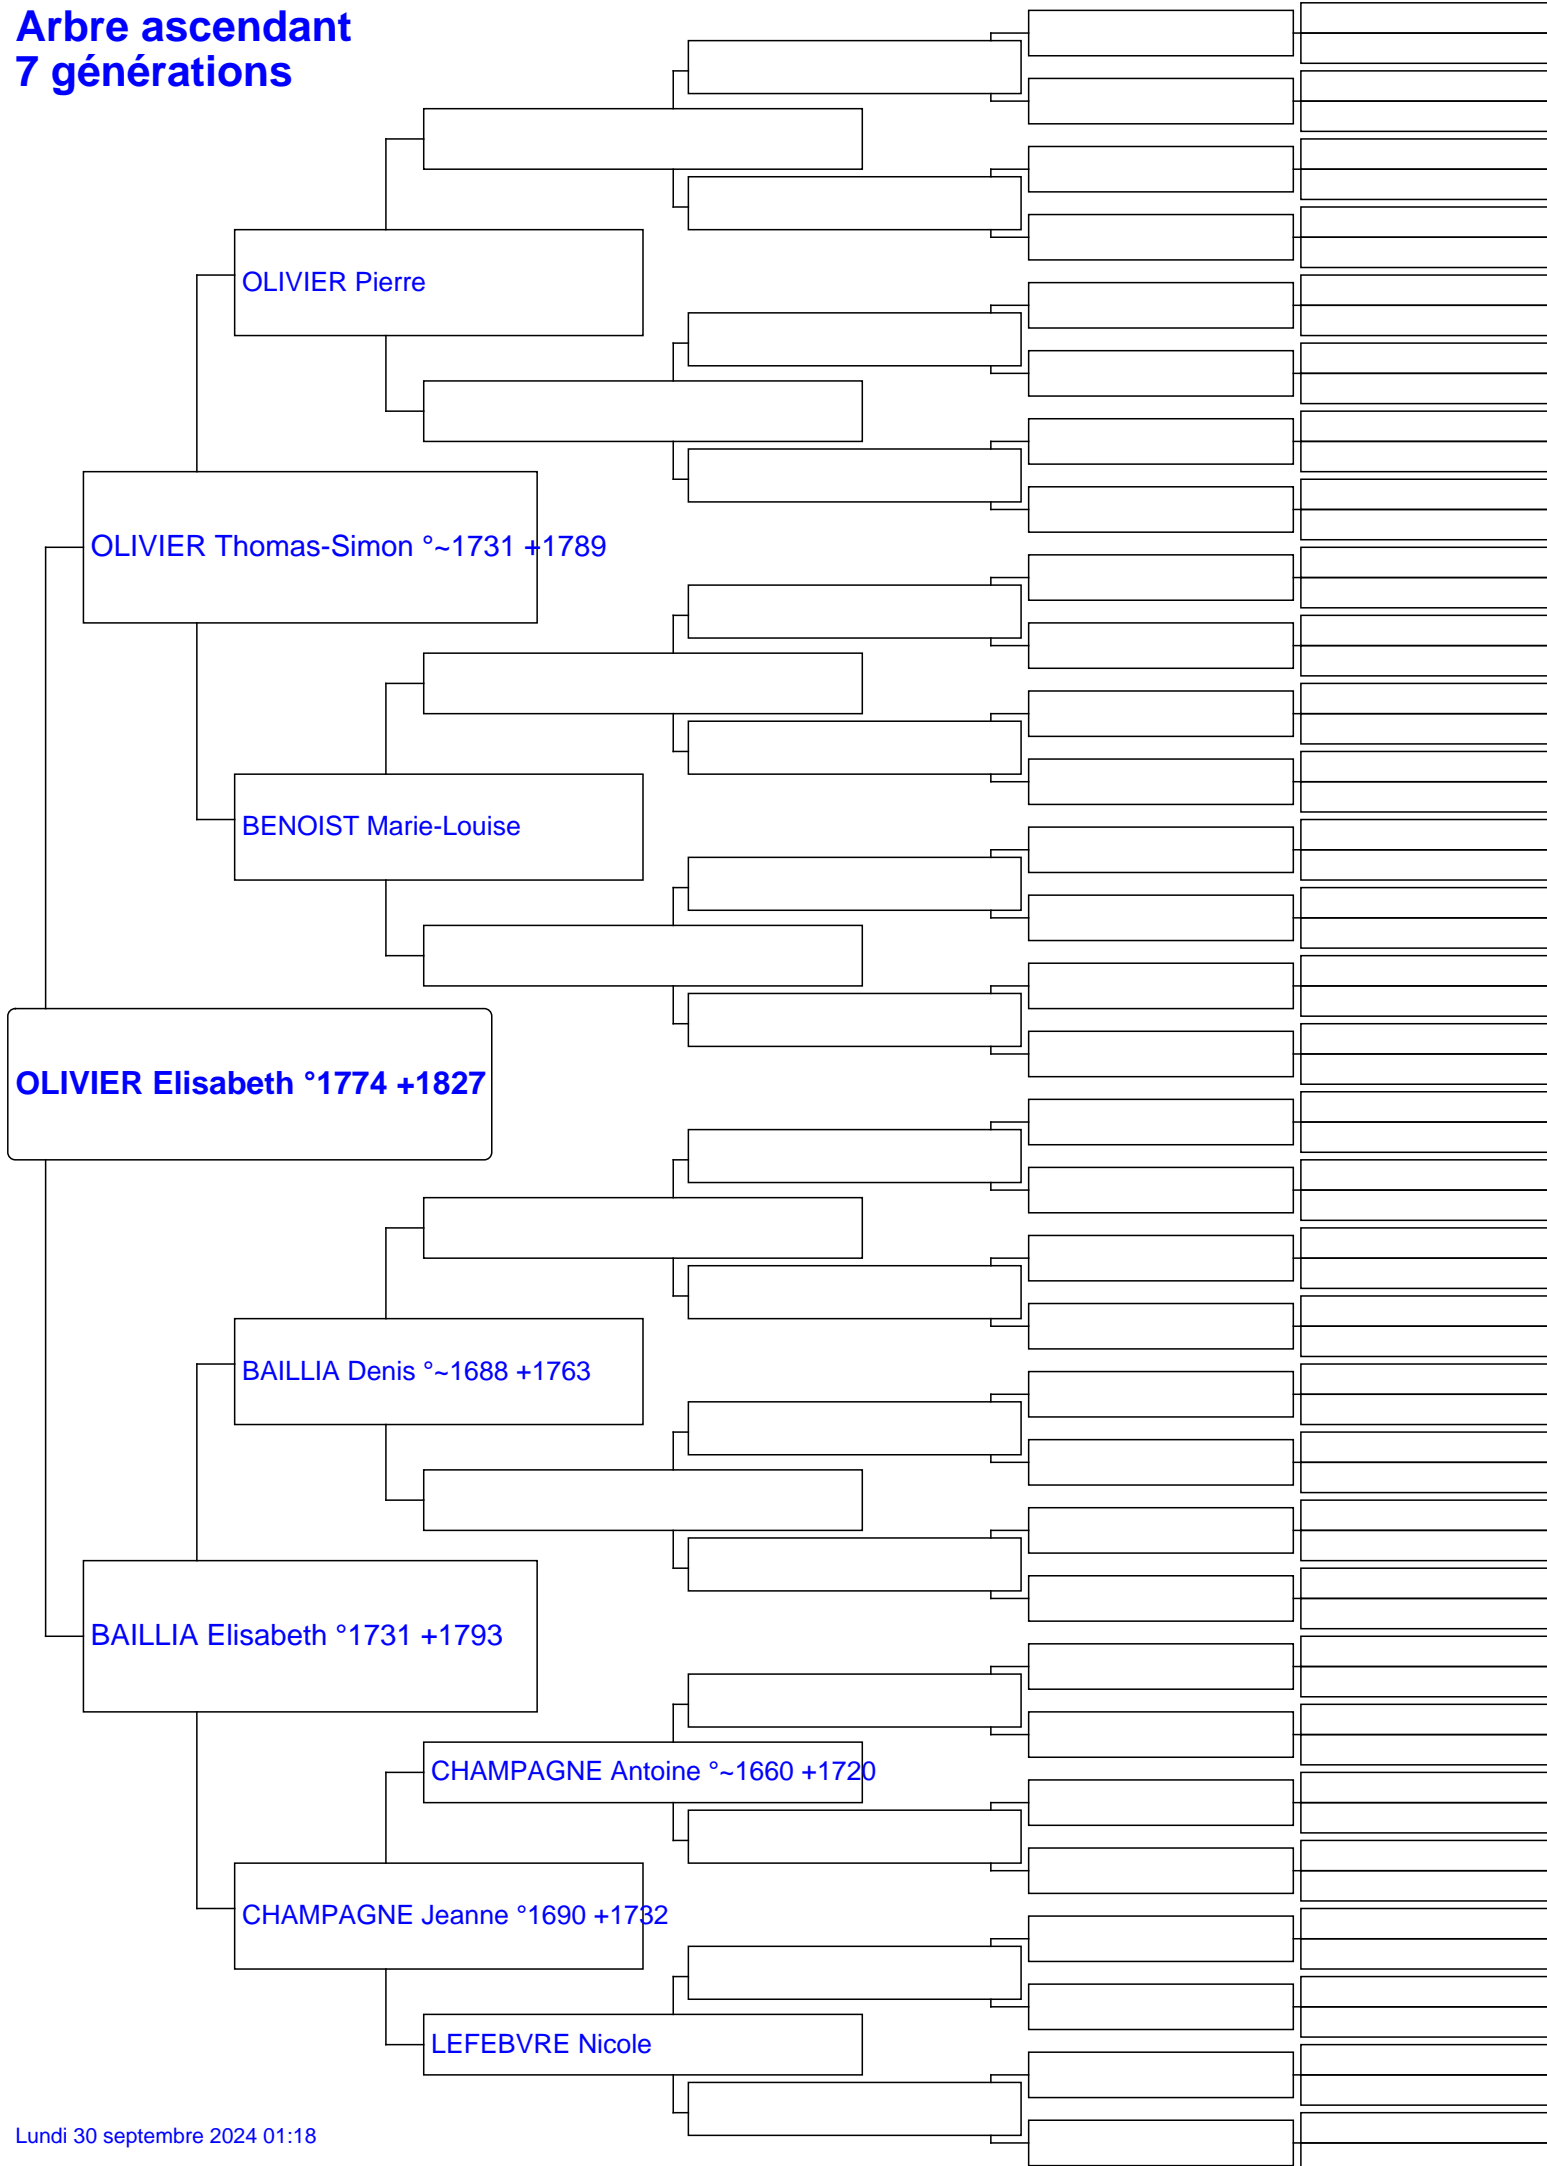 Arbre ascendant
7 générations
OLIVIER Pierre
OLIVIER Thomas-Simon °~1731 +1789
BENOIST Marie-Louise
OLIVIER Elisabeth °1774 +1827
BAILLIA Denis °~1688 +1763
BAILLIA Elisabeth °1731 +1793
CHAMPAGNE Antoine °~1660 +1720
CHAMPAGNE Jeanne °1690 +1732
LEFEBVRE Nicole
Lundi 30 septembre 2024 01:18